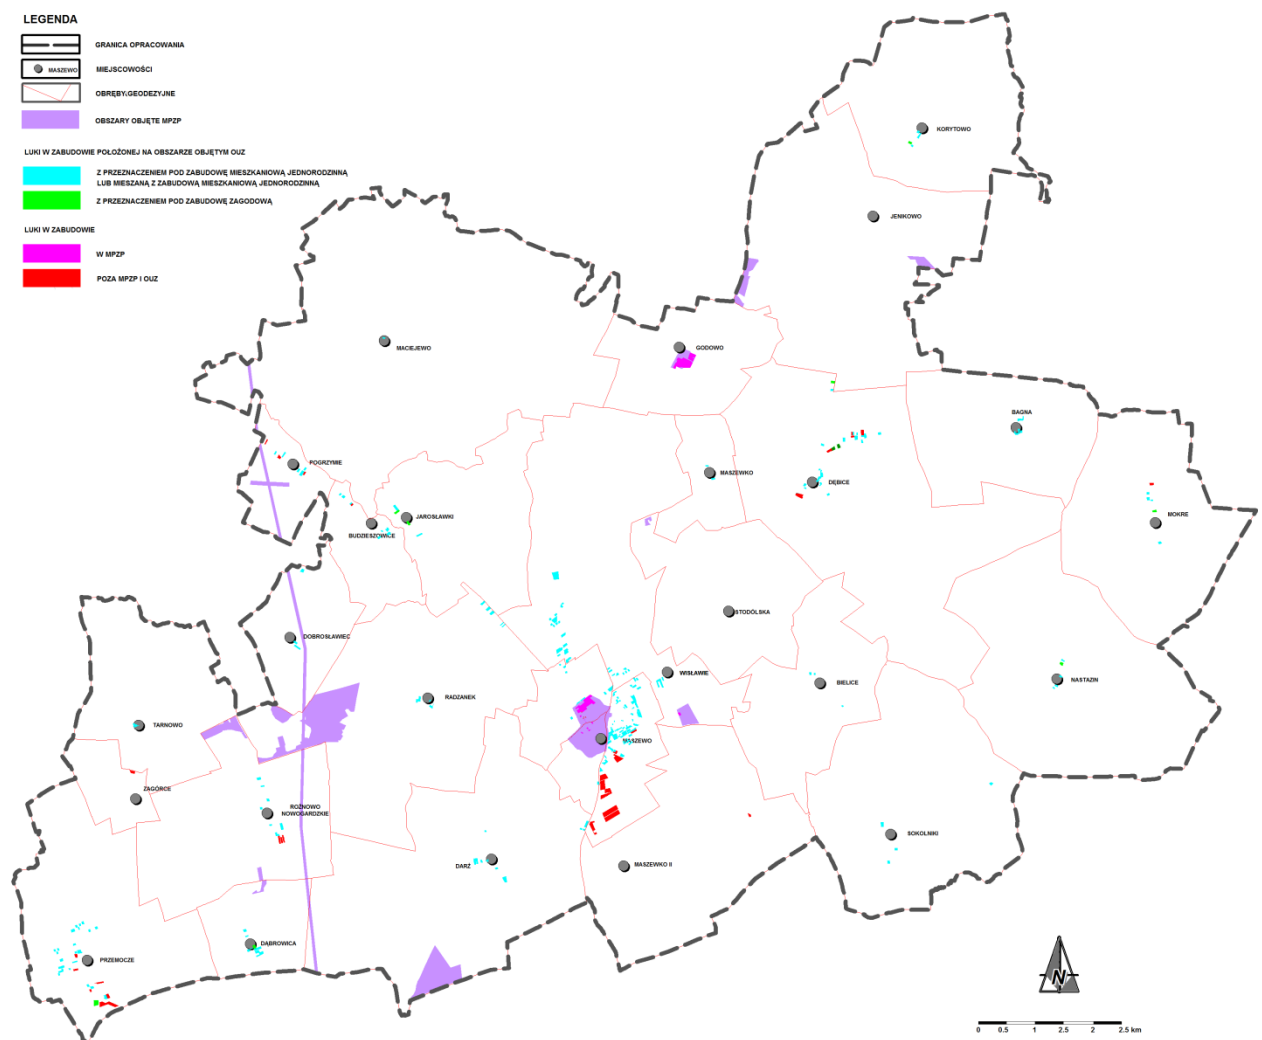 LEGENDA
GRANICA OPRACOWANIA
MASZEWO
MIEJSCOWOŚCI
OBRĘBY GEODEZYJNE
OBSZARY OBJĘTE MPZP
LUKI W ZABUDOWIE POŁOŻONEJ NA OBSZARZE OBJĘTYM OUZ
Z PRZEZNACZENIEM POD ZABUDOWĘ MIESZKANIOWĄ JEDNORODZINNĄ
LUB MIESZANĄ Z ZABUDOWĄ MIESZKANIOWĄ JEDNORODZINNĄ
Z PRZEZNACZENIEM POD ZABUDOWĘ ZAGODOWĄ
LUKI W ZABUDOWIE
W MPZP
POZA MPZP I OUZ
KORYTOWO
JENIKOWO
MACIEJEWO
GODOWO
BAGNA
POGRZYMIE
MASZEWKO
DĘBICE
JAROSŁAWKI
MOKRE
BUDZIESZOWICE
STODÓLSKA
DOBROSŁAWIEC
WISŁAWIE
RADZANEK
BIELICE
NASTAZIN
TARNOWO
MASZEWO
ZAGÓRCE
ROŻNOWO
NOWOGARDZKIE
SOKOLNIKI
DARŻ
MASZEWKO II
DĄBROWICA
PRZEMOCZE
N
0 0.5 1 2.5 2 2.5 km